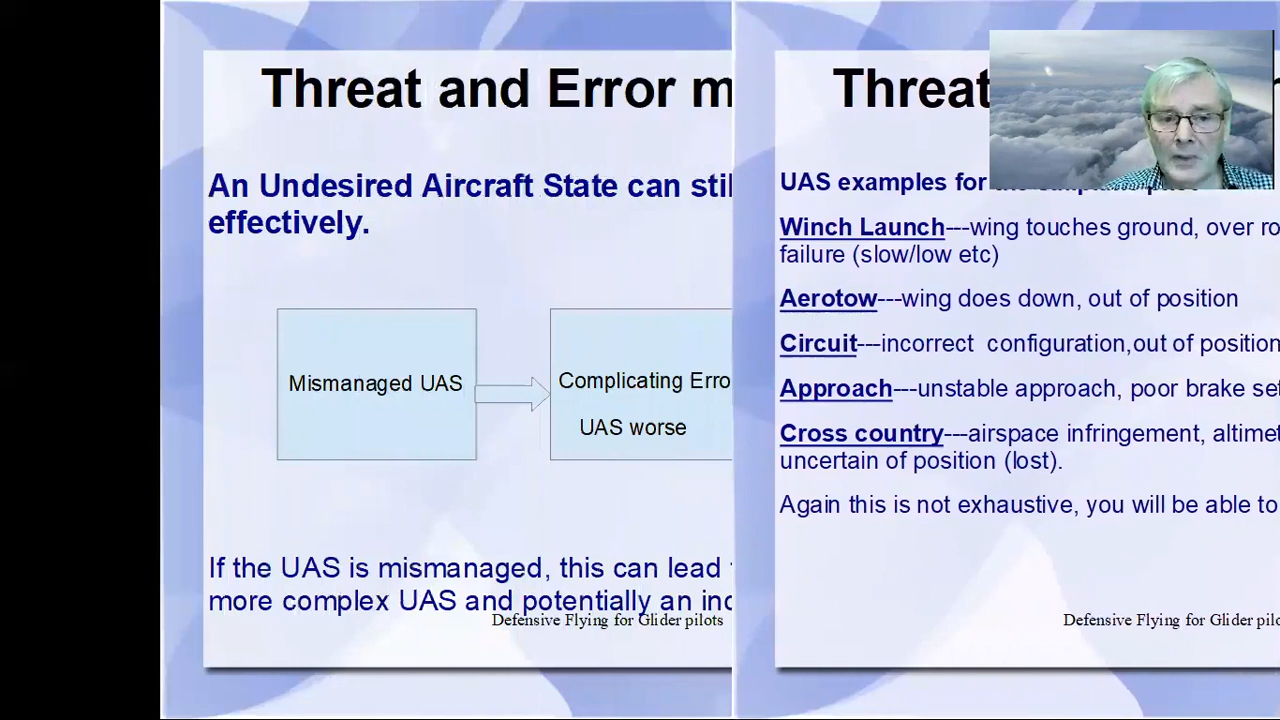 Threat and Error m
An Undesired Aircraft State can
effectively.
Mismanaged UAS
Complicating Erro
UAS worse
If the UAS is mismanaged, this can lead
more complex UAS and potentially an inc
Defensive Flying for Glider pilots
Threat
UAS examples for
Winch Launch---wing touches ground, over ro
failure (slow/low etc)
Aerotow---wing does down, out of position
Circuit---incorrect configuration,out of position
Approach---unstable approach, poor brake set
Cross country---airspace infringement, altimet
uncertain of position (lost).
Again this is not exhaustive, you will be able to
Defensive Flying for Glider pilo